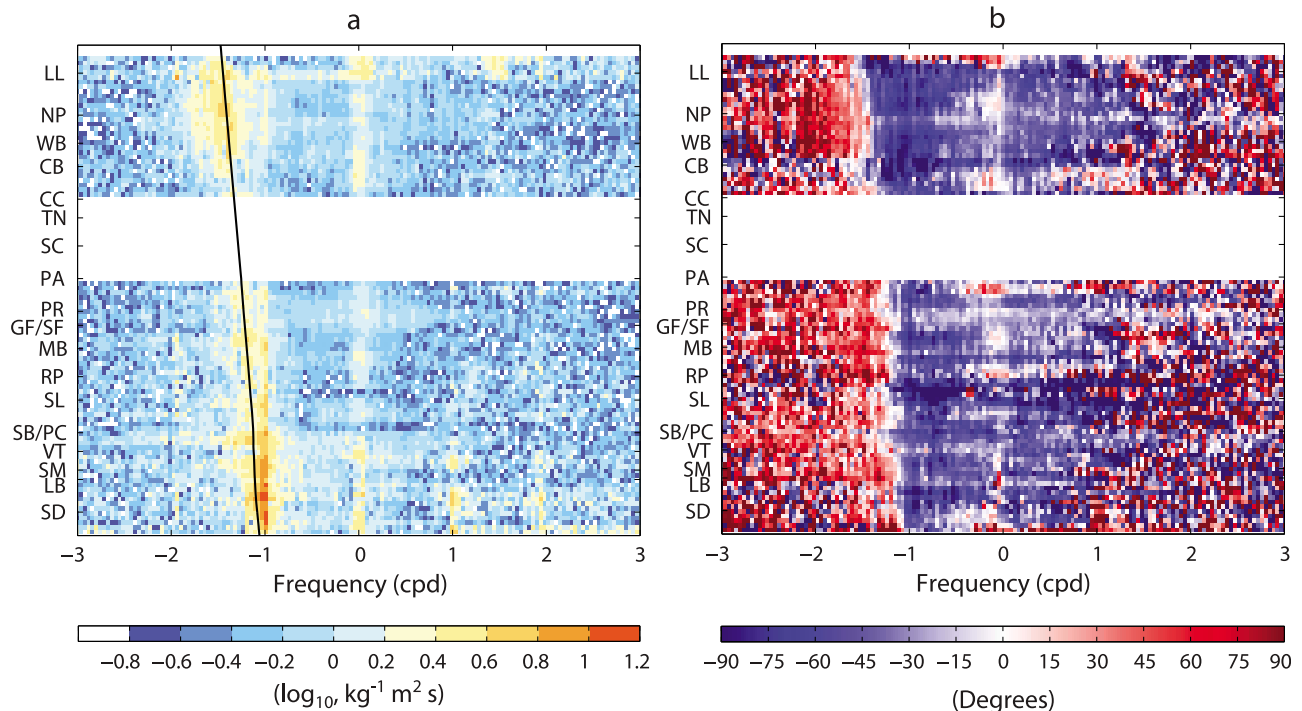 a
LL
NP
WB
CB
CC
TN
SC
PA
PR
GF/SF
MB
RP
SL
SB/PC
VT
SM
LB
SD
−3 −2 −1 0 1 2 3
Frequency (cpd)
−0.8 −0.6 −0.4 −0.2 0 0.2 0.4 0.6 0.8 1 1.2
(log10, kg-1 m2 s)
b
LL
NP
WB
CB
CC
TN
SC
PA
PR
GF/SF
MB
RP
SL
SB/PC
VT
SM
LB
SD
−3 −2 −1 0 1 2 3
Frequency (cpd)
−90 −75 −60 −45 −30 −15 0 15 30 45 60 75 90
(Degrees)